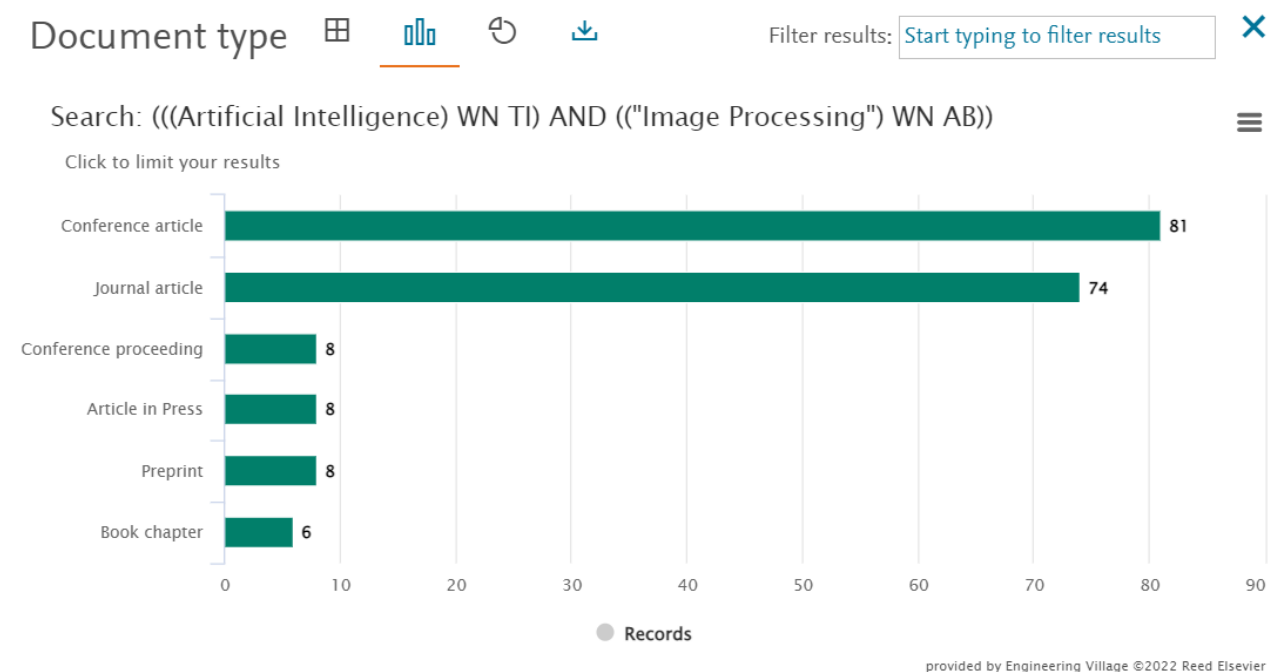 Document type
Filter results: Start typing to filter results
Search: (((Artificial Intelligence) WN TI) AND (("Image Processing") WN AB))
Click to limit your results
Conference article 81
Journal article 74
Conference proceeding 8
Article in Press 8
Preprint 8
Book chapter 6
0 10 20 30 40 50 60 70 80 90
Records
provided by Engineering Village ©2022 Reed Elsevier